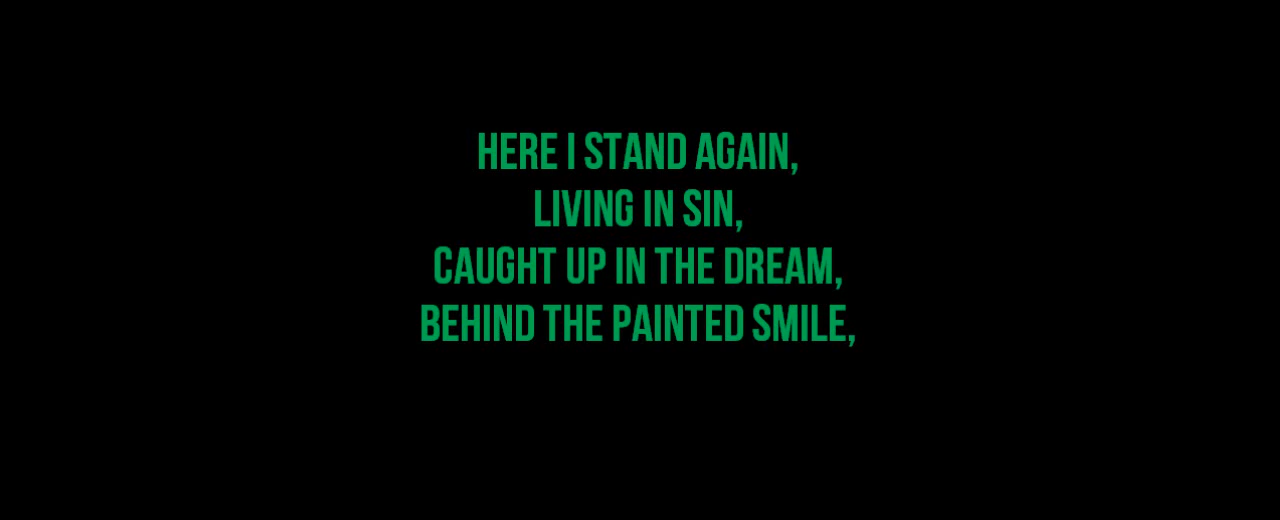 HERE I STAND AGAIN,
LIVING IN SIN,
CAUGHT UP IN THE DREAM,
BEHIND THE PAINTED SMILE,